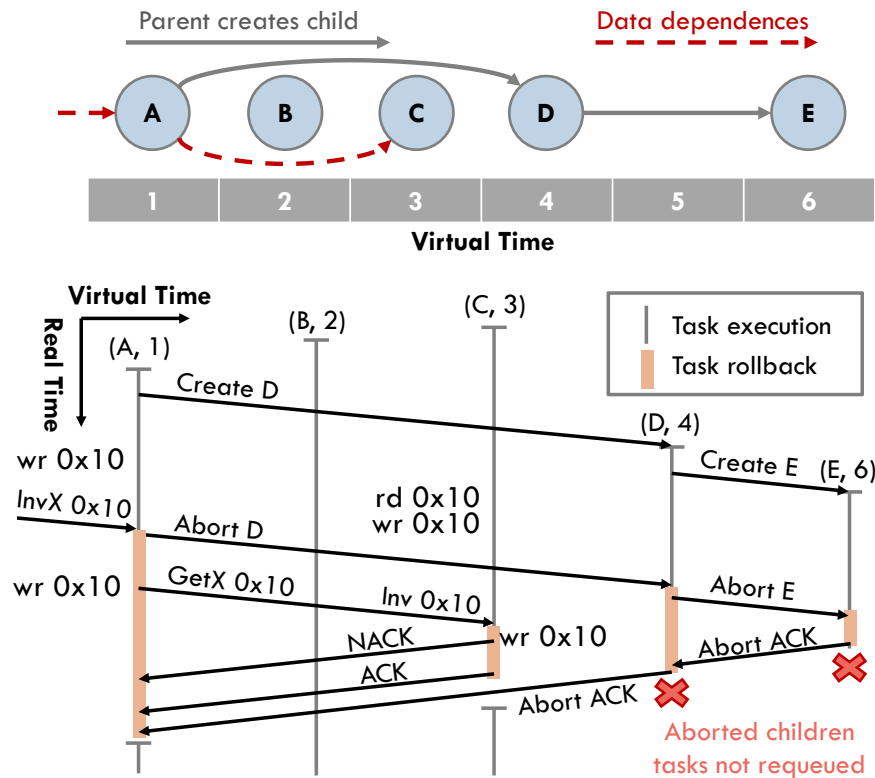 Parent creates child
Data dependences
A B C D E
1 2 3 4 5 6
Virtual Time
Virtual Time
Real Time
(A, 1)
(B, 2)
(C, 3)
Task execution
Task rollback
Create D
(D, 4)
Create E
(E, 6)
wr 0x10
rd 0x10
wr 0x10
InvX 0x10
Abort D
wr 0x10
GetX 0x10
Inv 0x10
Abort E
NACK
wr 0x10
Abort ACK
ACK
Abort ACK
Aborted children
tasks not requeued